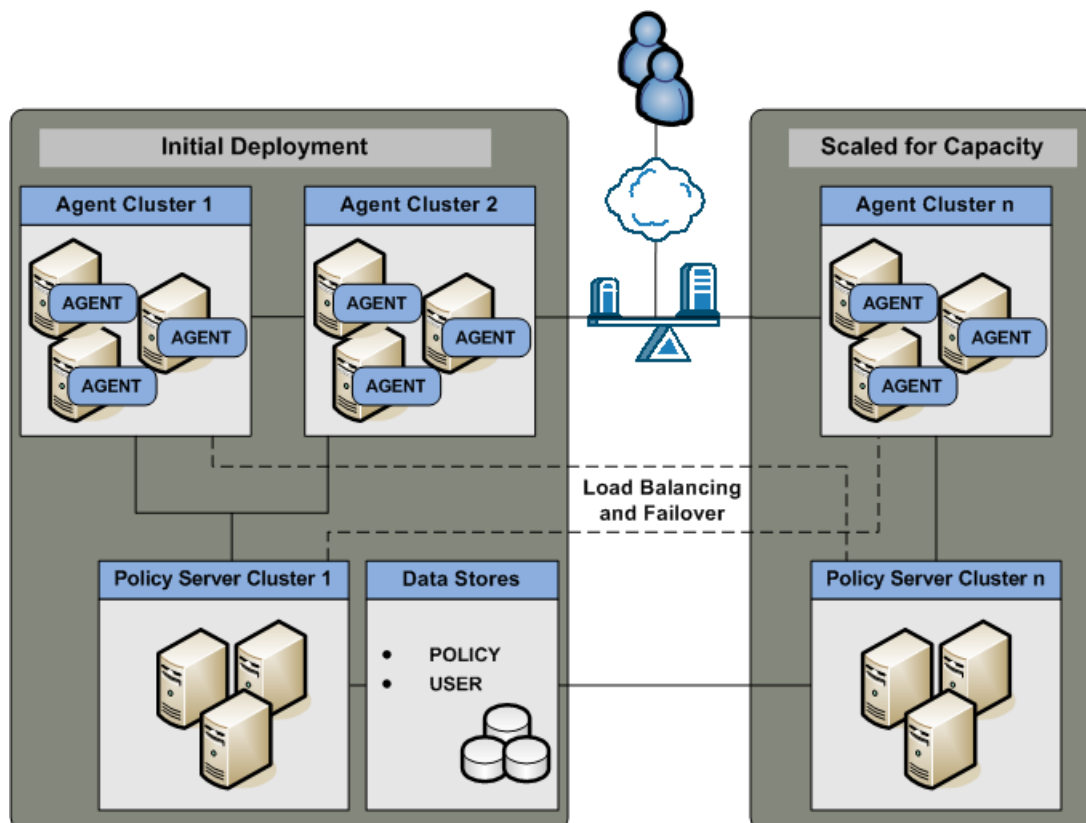 Initial Deployment
Scaled for Capacity
Agent Cluster 1
Agent Cluster 2
Agent Cluster n
AGENT
AGENT
AGENT
AGENT
AGENT
AGENT
AGENT
AGENT
AGENT
Load Balancing
and Failover
Policy Server Cluster 1
Data Stores
Policy Server Cluster n
• POLICY
• USER